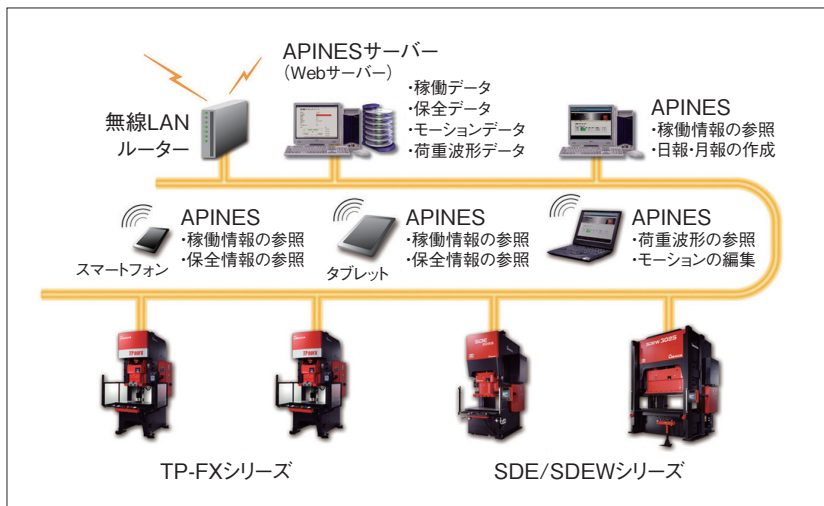 APINESサーバー
（Webサーバー）
・稼働データ
・保全データ
・モーションデータ
・荷重波形データ
無線LAN
ルーター
APINES
・稼働情報の参照
・日報・月報の作成
APINES
・稼働情報の参照
・保全情報の参照
スマートフォン
APINES
・稼働情報の参照
・保全情報の参照
タブレット
APINES
・荷重波形の参照
・モーションの編集
TP-FXシリーズ
SDE/SDEWシリーズ